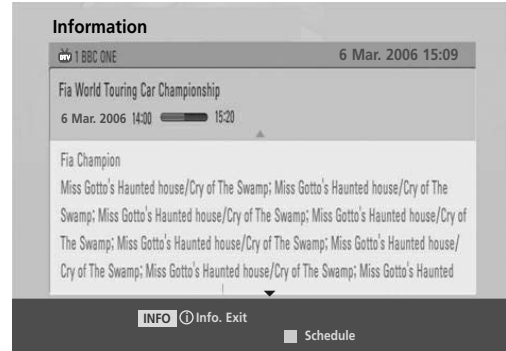 Information
DTV 1 BBC ONE 6 Mar. 2006 15:09
Fia World Touring Car Championship
6 Mar. 2006 14:00 15:20
Fia Champion
Miss Gotto's Haunted house/Cry of The Swamp; Miss Gotto's Haunted house/Cry of The
Swamp; Miss Gotto's Haunted house/Cry of The Swamp; Miss Gotto's Haunted house/Cry of
The Swamp; Miss Gotto's Haunted house/Cry of The Swamp; Miss Gotto's Haunted house/
Cry of The Swamp; Miss Gotto's Haunted house/Cry of The Swamp; Miss Gotto's Haunted
INFO i Info. Exit
Schedule